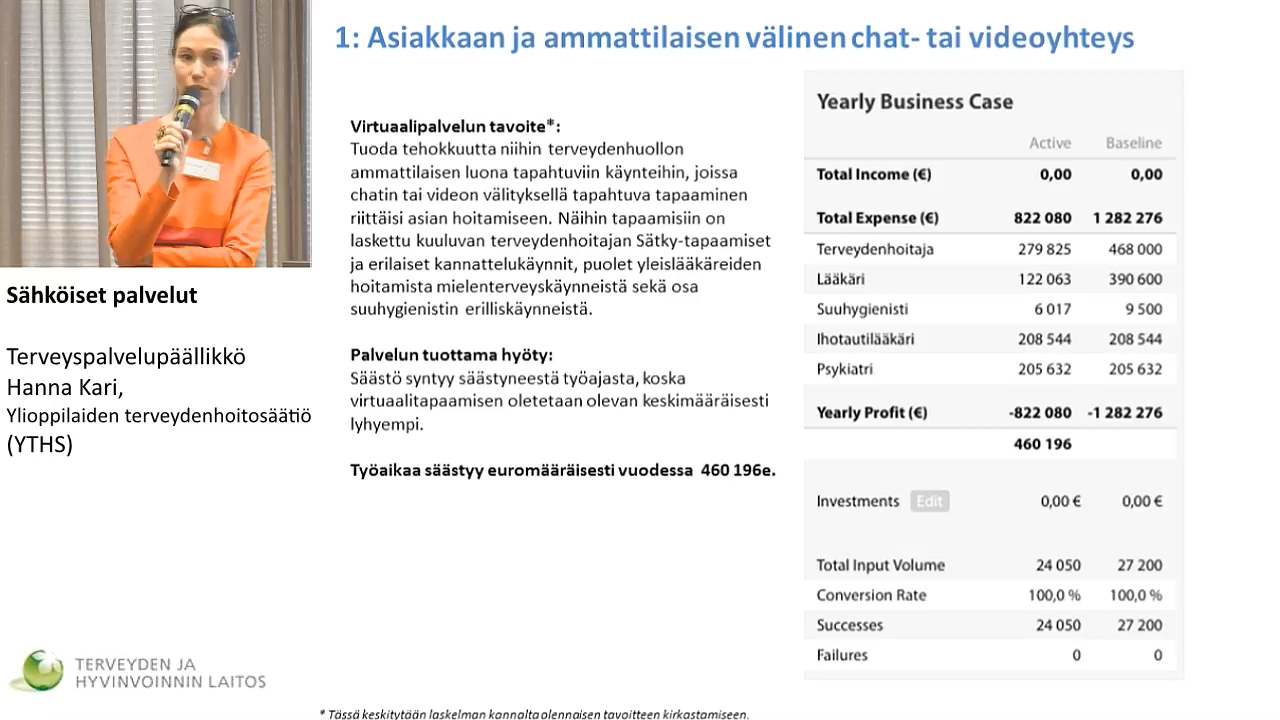 1: Asiakkaan ja ammattilaisen välinen chat- tai videoyhteys
Sähköiset palvelut
Terveyspalvelupäällikkö
Hanna Kari,
Ylioppilaiden terveydenhoitosäätiö
(YTHS)
TERVEYDEN JA
HYVINVOINNIN LAITOS
Virtuaalipalvelun tavoite*:
Tuoda tehokkuutta niihin terveydenhuollon
ammattilaisen luona tapahtuviin käynteihin, joissa
chatin tai videon välityksellä tapahtuva tapaaminen
riittäisi asian hoitamiseen. Näihin tapaamisiin on
laskettu kuuluvan terveydenhoitajan Sätky-tapaamiset
ja erilaiset kannattelukäynnit, puolet yleislääkäreiden
hoitamista mielenterveyskäynneistä sekä osa
suuhygienistin erilliskäynneistä.
Palvelun tuottama hyöty:
Säästö syntyy säästyneestä työajasta, koska
virtuaalitapaamisen oletetaan olevan keskimääräisesti
lyhyempi.
Työaikaa säästyy euromääräisesti vuodessa 460 196e.
Yearly Business Case
Active Baseline
Total Income (€) 0,00 0,00
Total Expense (€) 822 080 1 282 276
Terveydenhoitaja 279 825 468 000
Lääkäri 122 063 390 600
Suuhygienisti 6 017 9 500
Ihotautilääkäri 208 544 208 544
Psykiatri 205 632 205 632
Yearly Profit (€) -822 080 -1 282 276
460 196
Investments Edit 0,00 € 0,00 €
Total Input Volume 24 050 27 200
Conversion Rate 100,0 % 100,0 %
Successes 24 050 27 200
Failures 0 0
* Tässä keskitytään laskelman kannalta olennaisen tavoitteen kirkastamiseen.